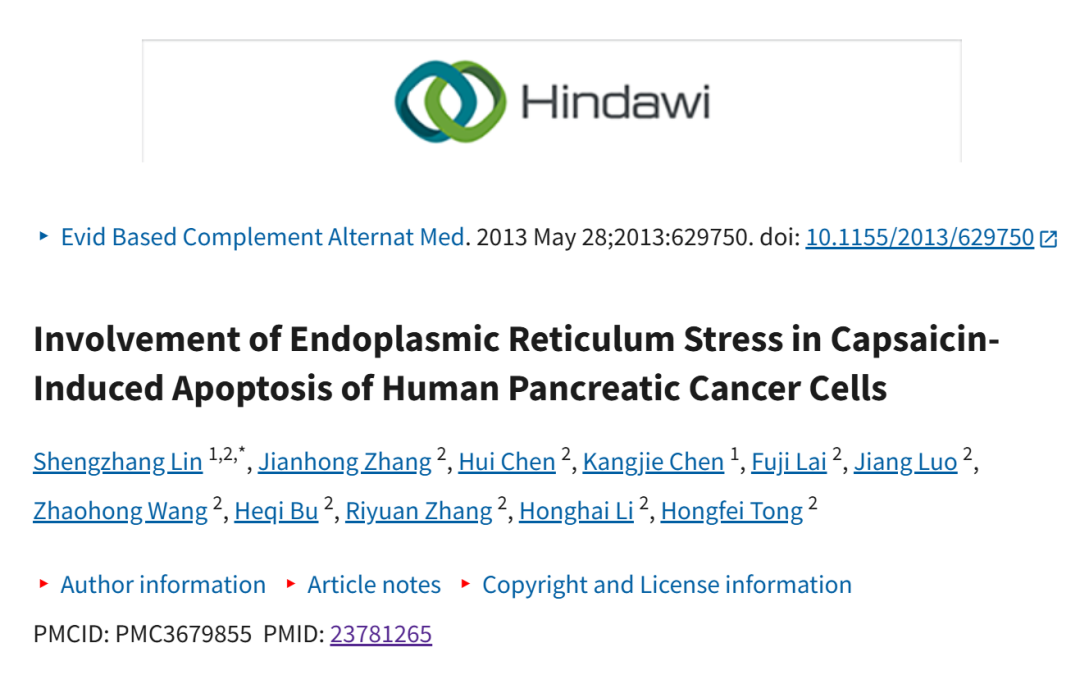 Hindawi
Evid Based Complement Alternat Med. 2013 May 28;2013:629750. doi: 10.1155/2013/629750
Involvement of Endoplasmic Reticulum Stress in Capsaicin-
Induced Apoptosis of Human Pancreatic Cancer Cells
Shengzhang Lin 1,2,*, Jianhong Zhang 2, Hui Chen 2, Kangjie Chen 1, Fuji Lai 2, Jiang Luo 2,
Zhaohong Wang 2, Heqi Bu 2, Riyuan Zhang 2, Honghai Li 2, Hongfei Tong 2
Author information Article notes Copyright and License information
PMCID: PMC3679855 PMID: 23781265